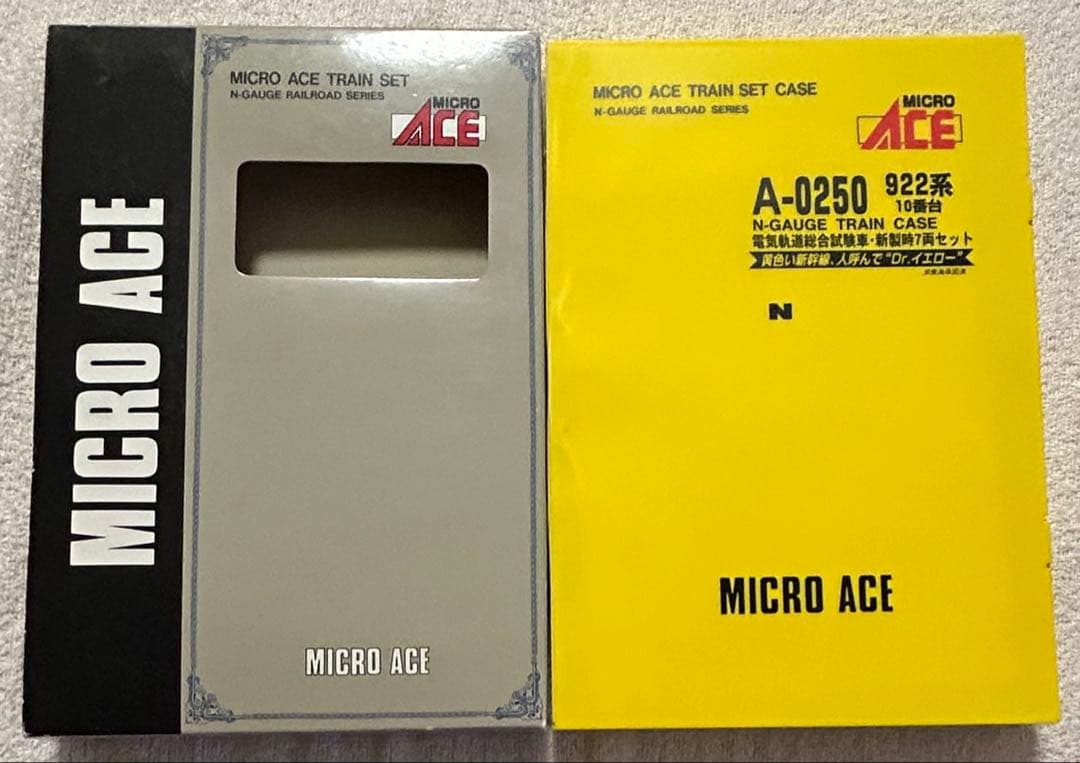 MICRO ACE
MICRO ACE TRAIN SET
N-GAUGE RAILROAD SERIES
MICRO
ACE
MICRO ACE
MICRO ACE TRAIN SET CASE
N-GAUGE RAILROAD SERIES
MICRO
ACE
A-0250 922系
10番台
N-GAUGE TRAIN CASE
電気軌道総合試験車・新製時7両セット
黄色い新幹線、人呼んで"Dr.イエロー"
N
MICRO ACE